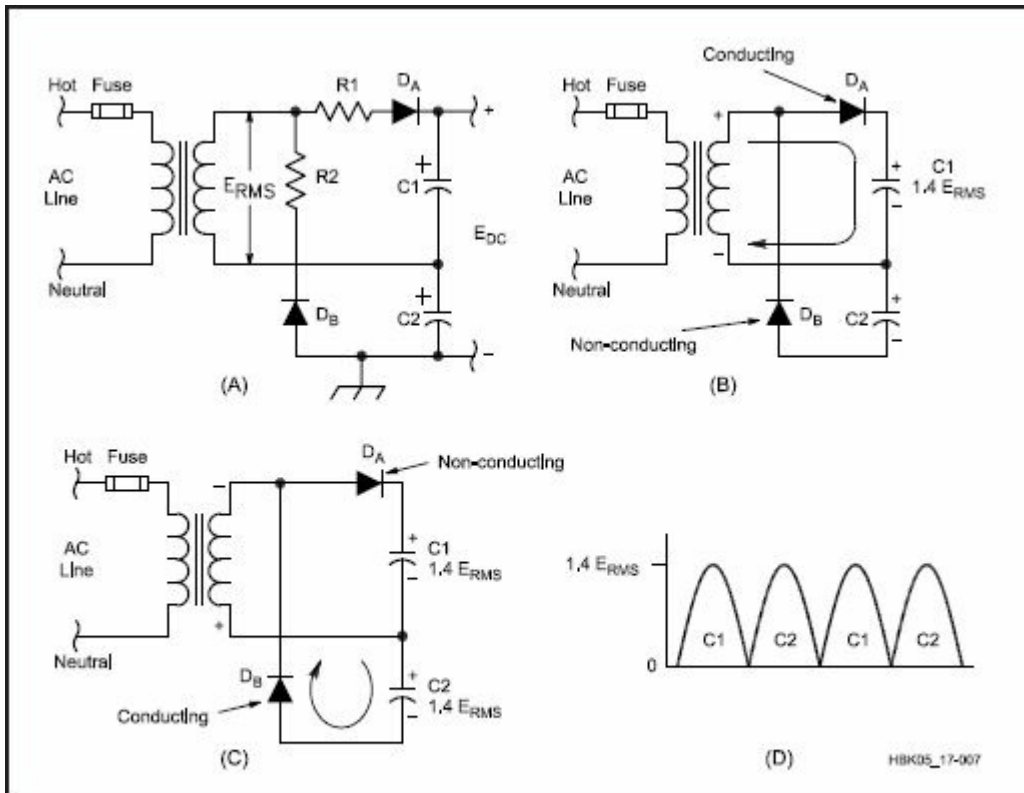 Hot Fuse
R1
DA
+
AC
Line
ERMS
R2
+
C1
EDC
Neutral
DB
+
C2
-
(A)
Conducting
Hot Fuse
DA
+
AC
Line
+
C1
1.4 ERMS
-
-
Neutral
DB
+
C2
-
Non-conducting
(B)
Hot Fuse
DA
Non-conducting
-
AC
Line
+
C1
1.4 ERMS
-
+
Neutral
DB
+
C2
1.4 ERMS
-
Conducting
(C)
1.4 ERMS
C1 C2 C1 C2
0
(D)
HBK05_17-007